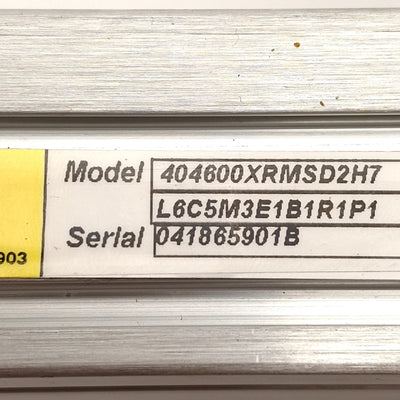 Model 404600XRMSD2H7
L6C5M3E1B1R1P1
Serial 041865901B
903